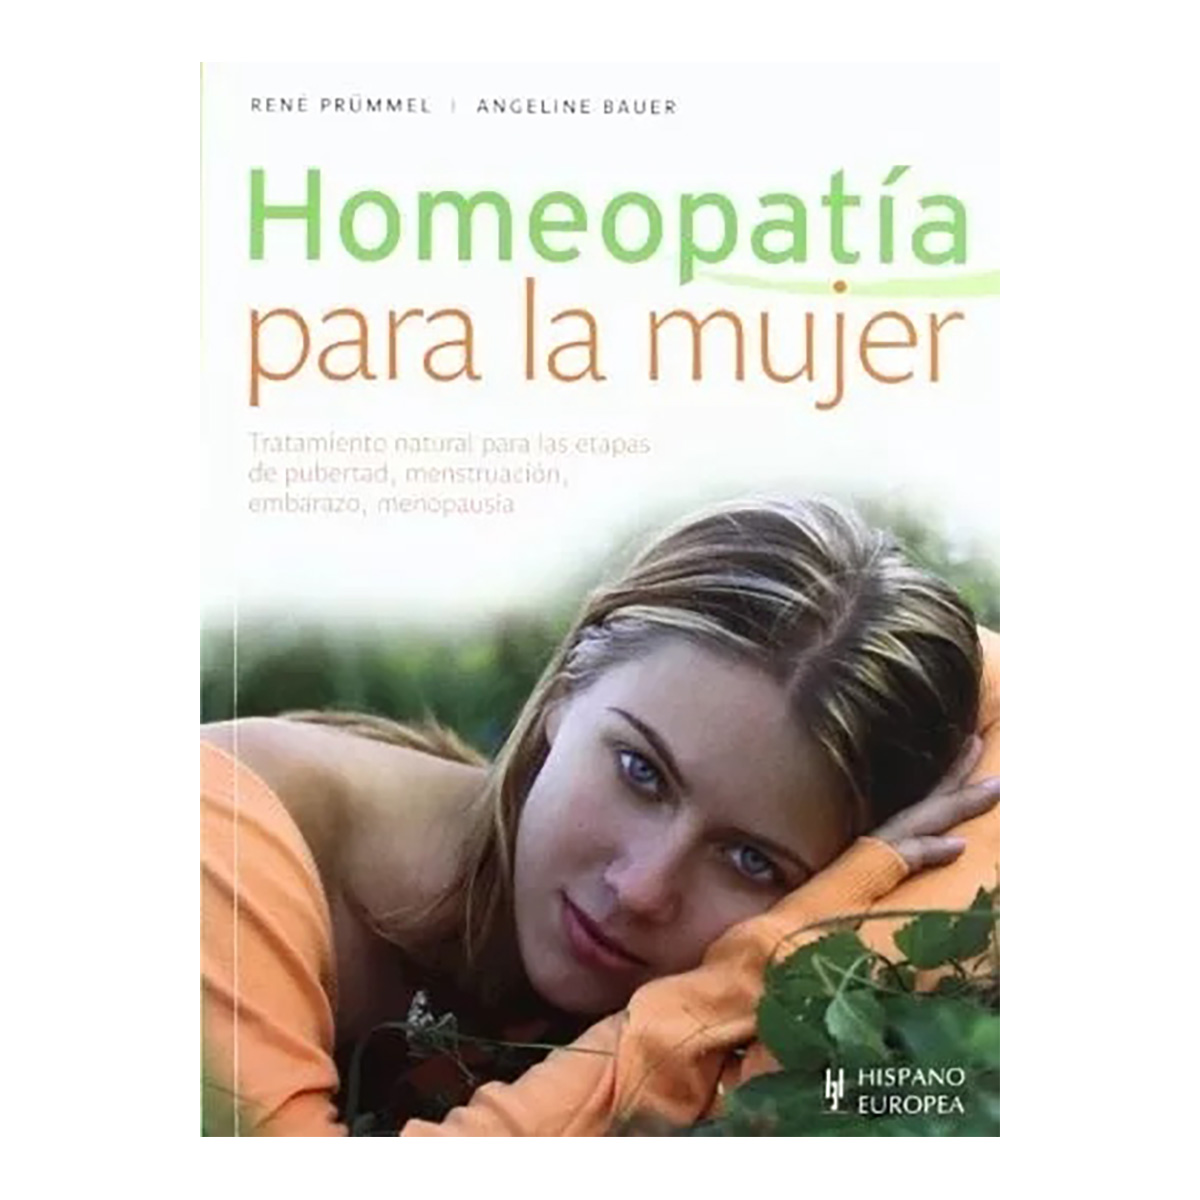 RENÉ PRÜMMEL | ANGELINE BAUER
Homeopatía
para la mujer
Tratamiento natural para las etapas
de pubertad, menstruación,
embarazo, menopausia
HISPANO
EUROPEA